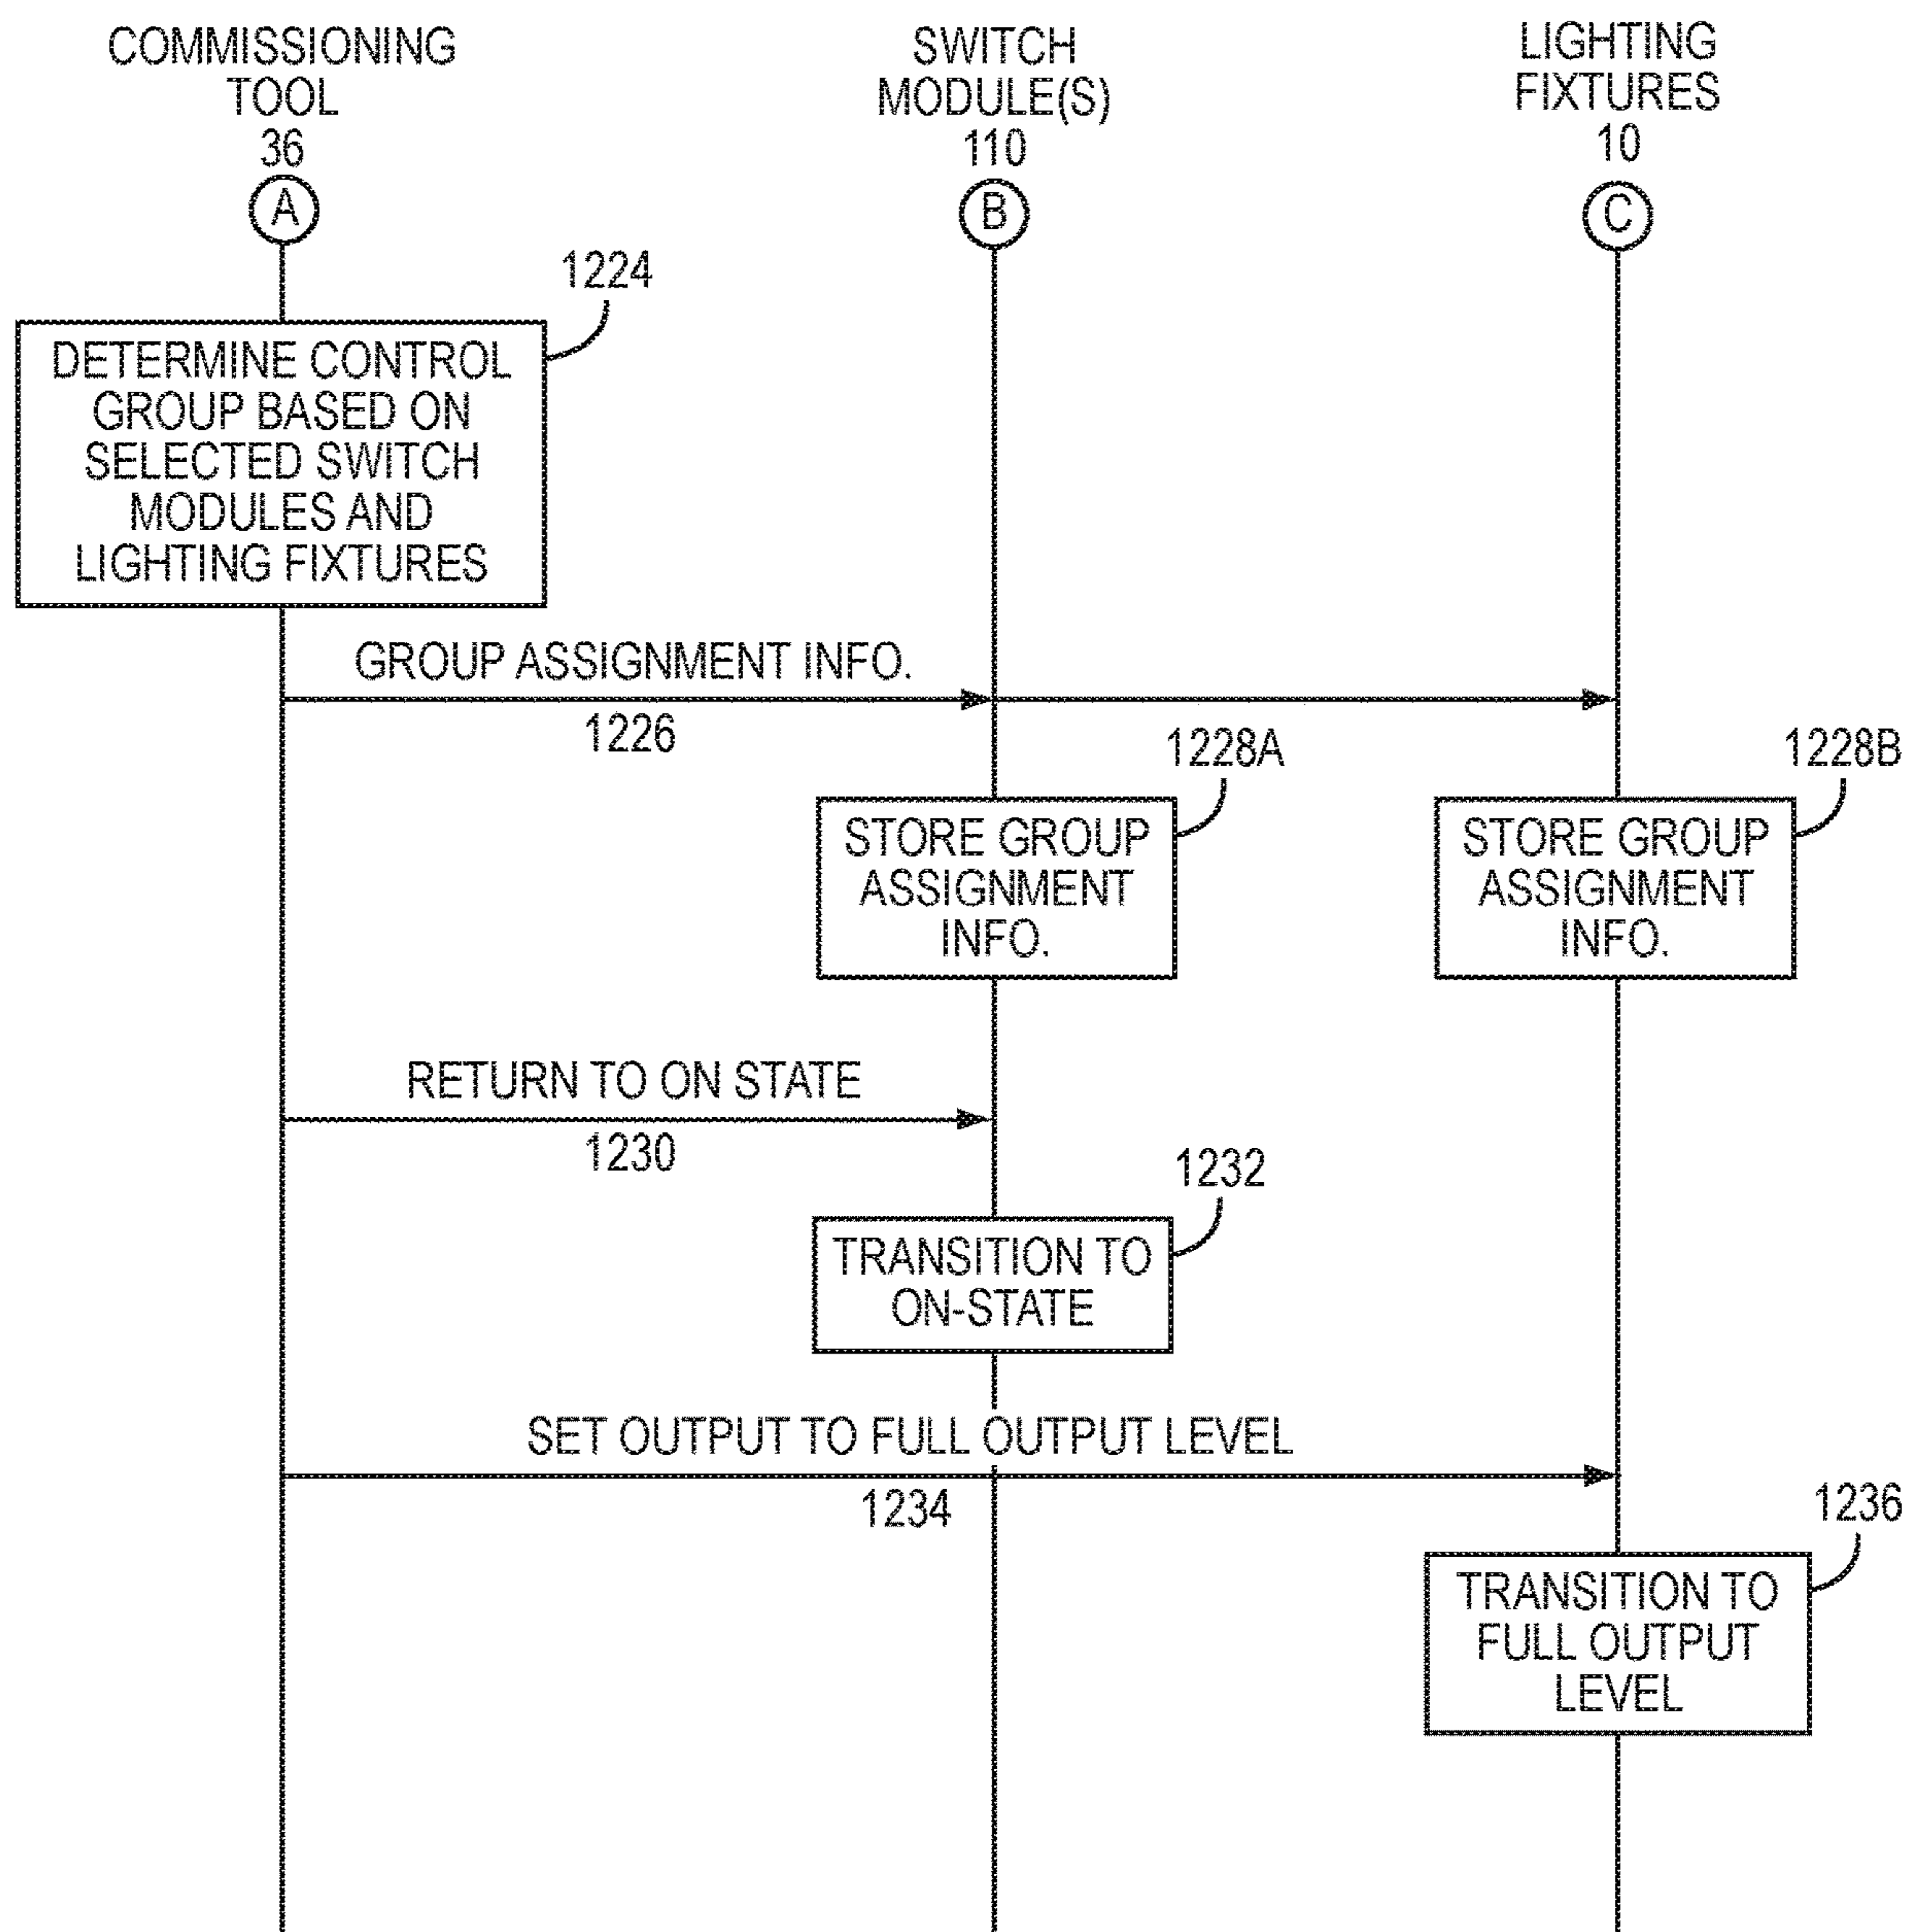 COMMISSIONING
TOOL
36
A
SWITCH
MODULE(S)
110
B
LIGHTING
FIXTURES
10
C
1224
DETERMINE CONTROL
GROUP BASED ON
SELECTED SWITCH
MODULES AND
LIGHTING FIXTURES
GROUP ASSIGNMENT INFO.
1226
1228A
STORE GROUP
ASSIGNMENT
INFO.
1228B
STORE GROUP
ASSIGNMENT
INFO.
RETURN TO ON STATE
1230
1232
TRANSITION TO
ON-STATE
SET OUTPUT TO FULL OUTPUT LEVEL
1234
1236
TRANSITION TO
FULL OUTPUT
LEVEL